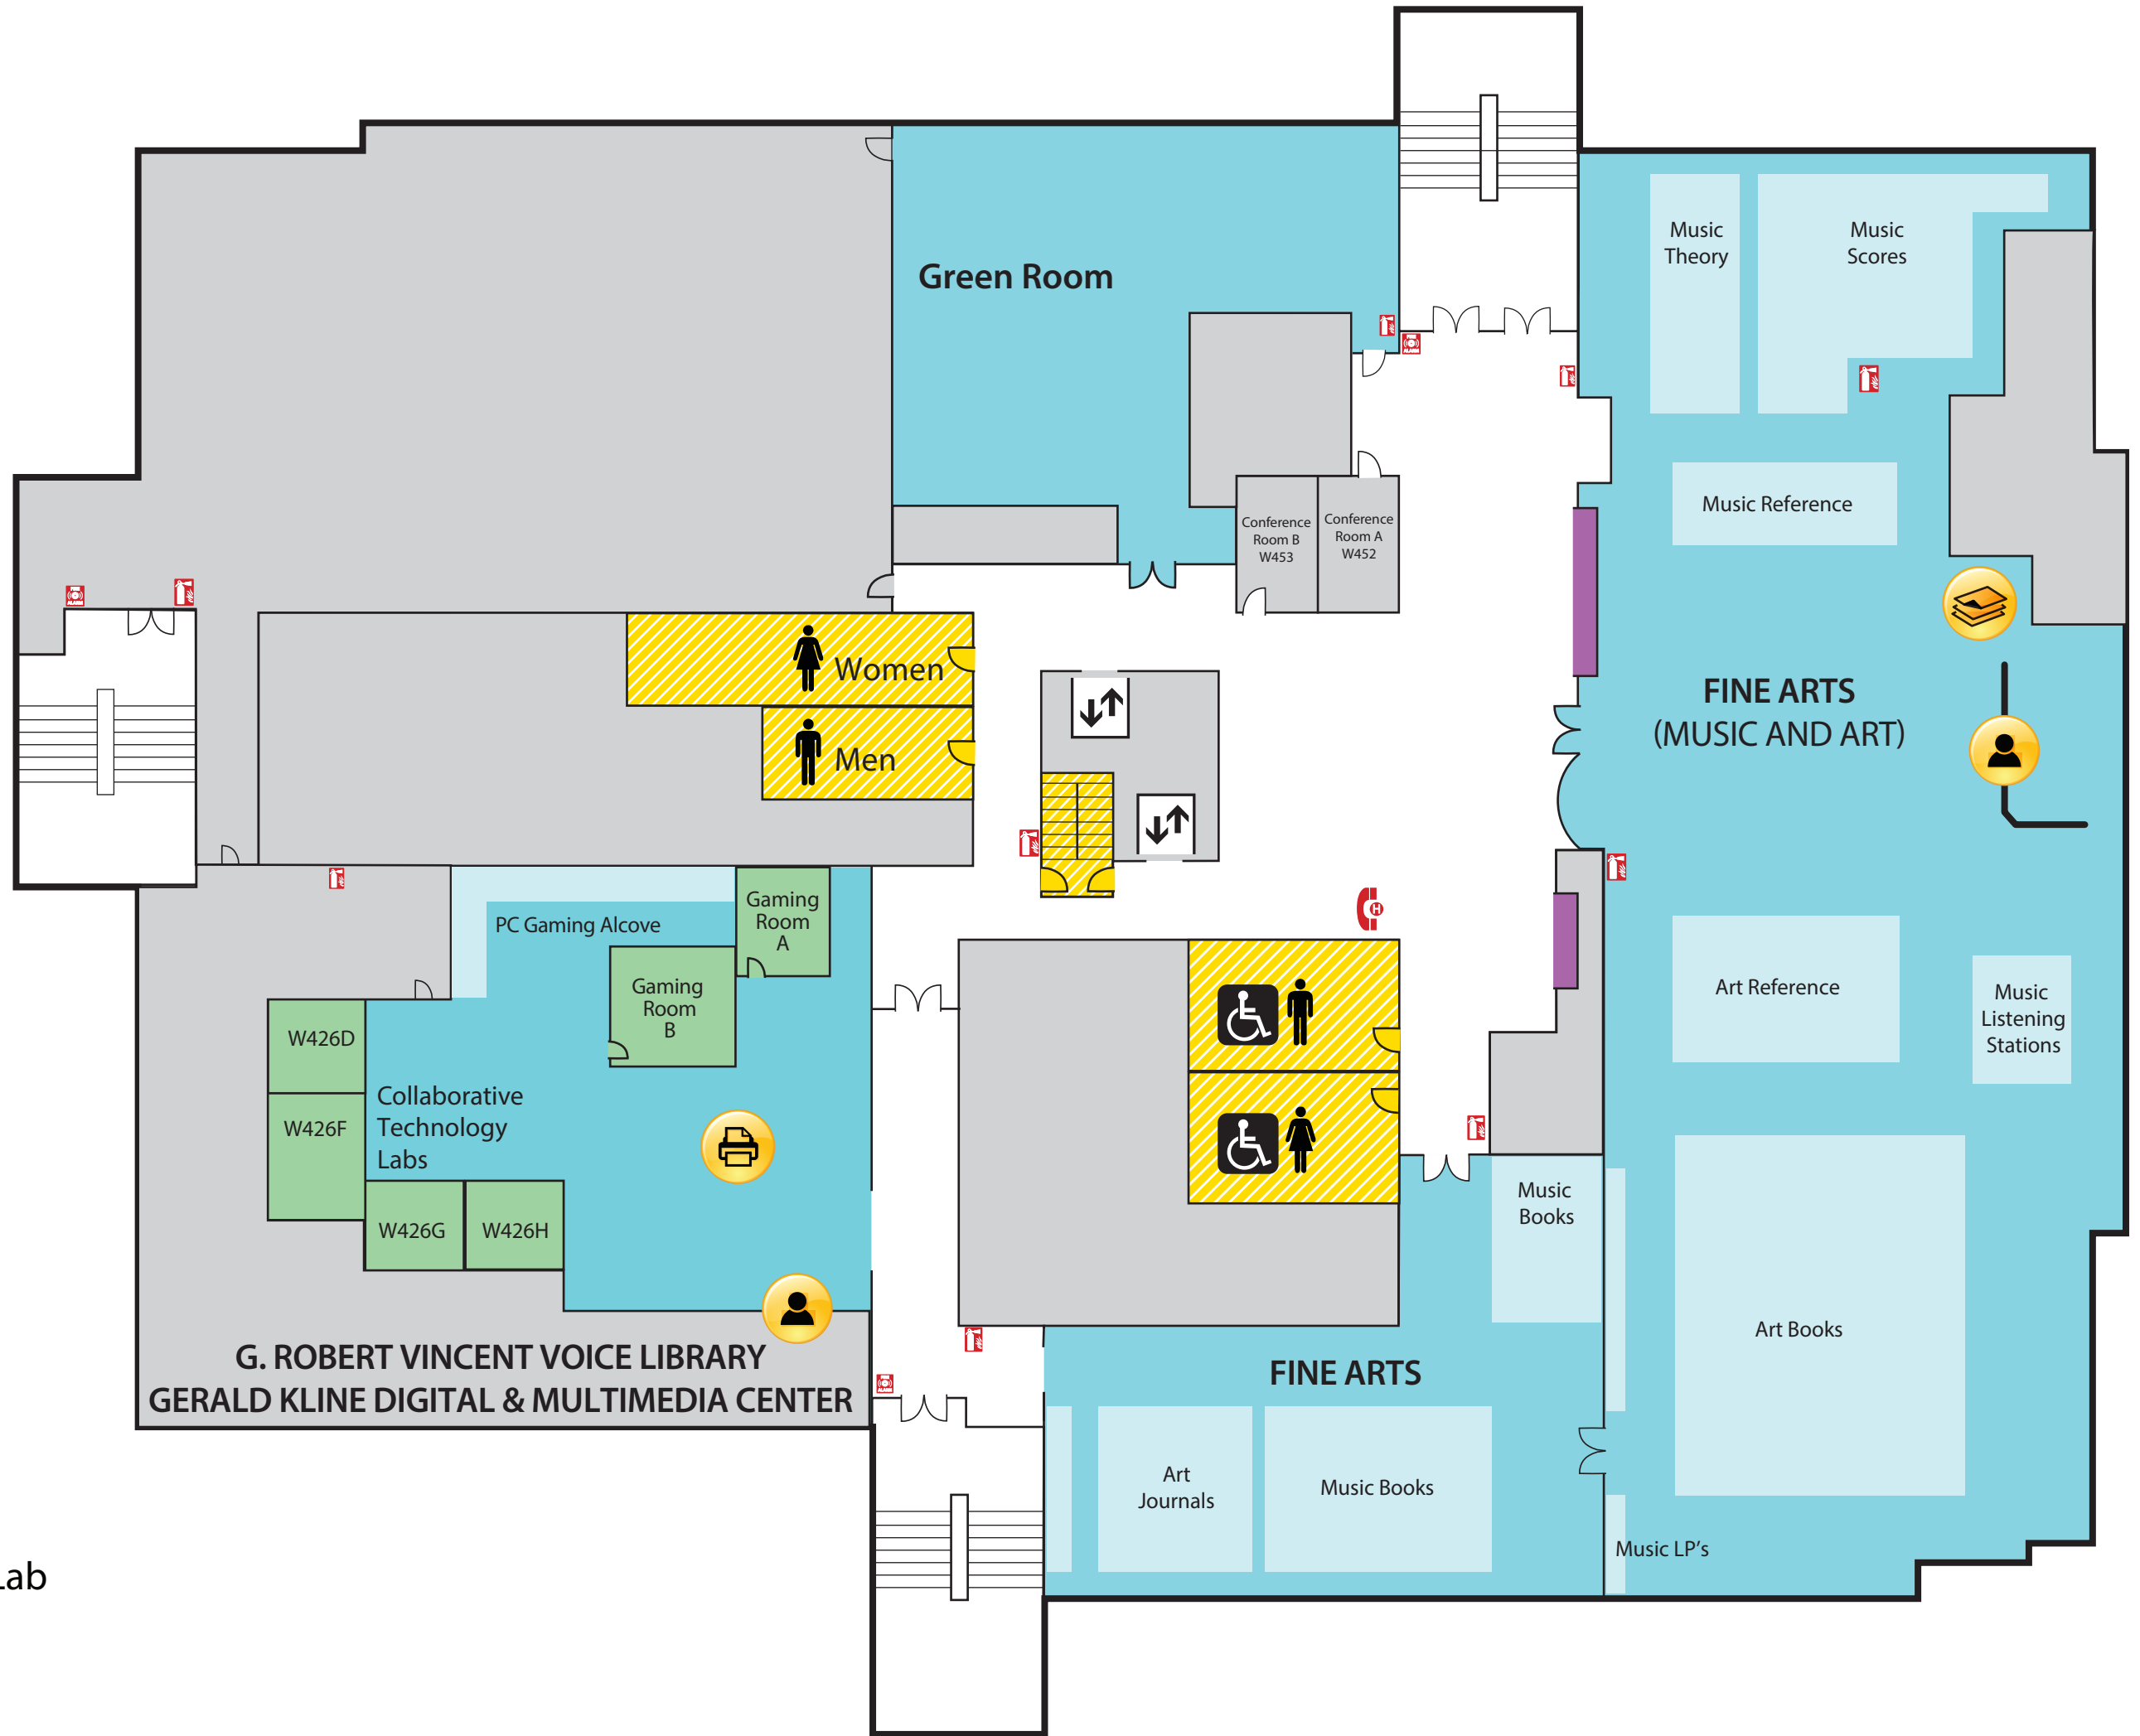 Green Room
Music
Theory
Music
Scores
Music Reference
Conference
Room B
W453
Conference
Room A
W452
Women
Men
FINE ARTS
(MUSIC AND ART)
PC Gaming Alcove
Gaming
Room
A
Gaming
Room
B
W426D
W426F
W426G
W426H
Collaborative
Technology
Labs
H
Art Reference
Music
Listening
Stations
Music
Books
Art Books
G. ROBERT VINCENT VOICE LIBRARY
GERALD KLINE DIGITAL & MULTIMEDIA CENTER
FINE ARTS
Art
Journals
Music Books
Music LP's
Lab